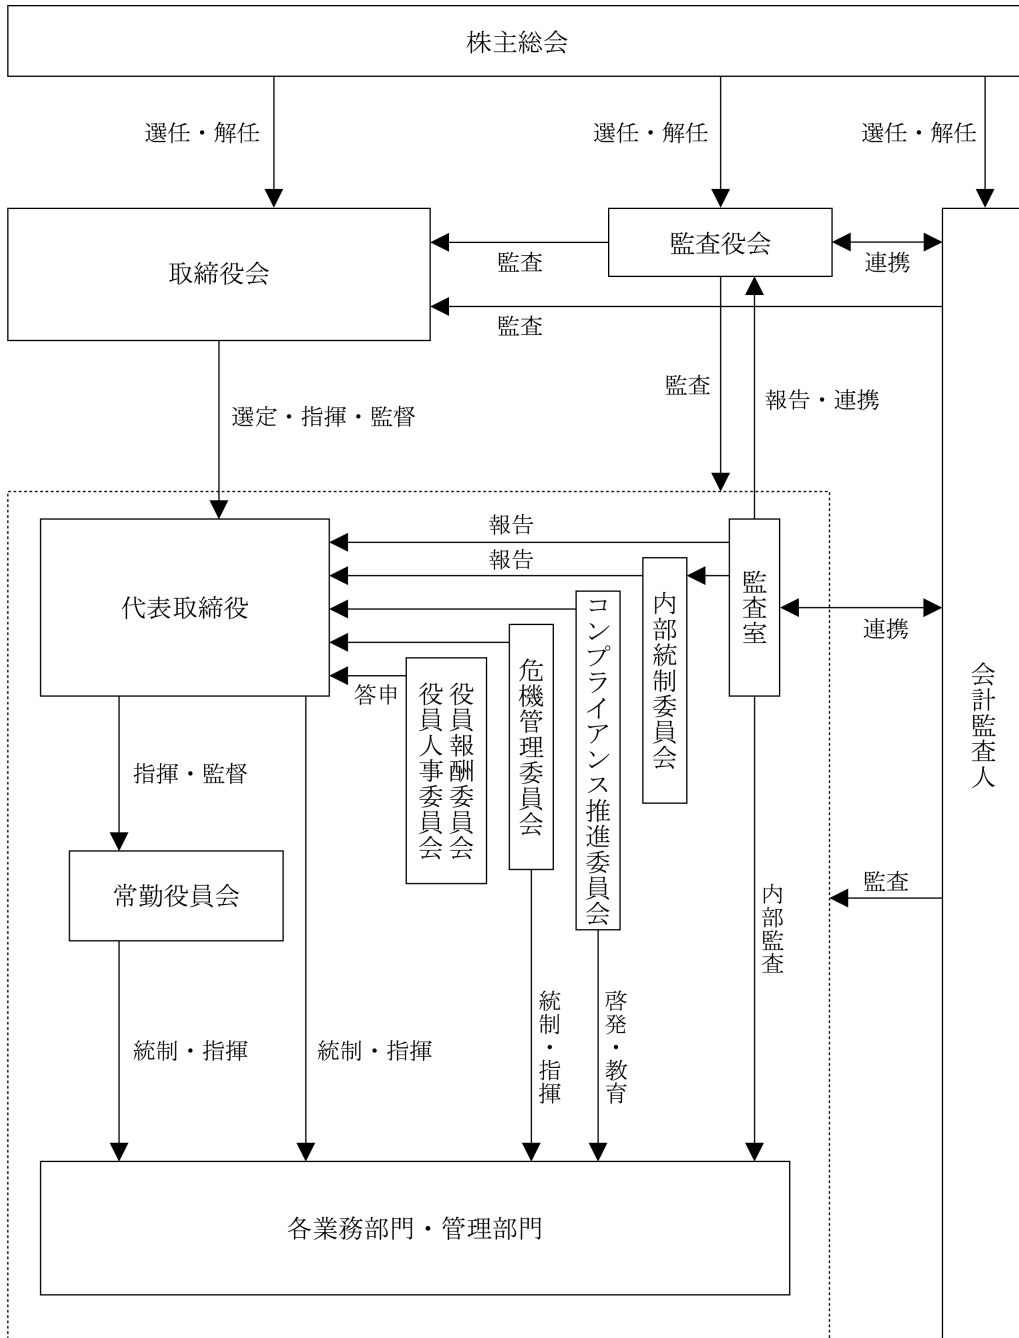 株主総会
選任・解任
選任・解任
選任・解任
取締役会
監査役会
監査
連携
監査
選定・指揮・監督
監査
報告・連携
代表取締役
報告
報告
答申
監査室
内部統制委員会
コンプライアンス推進委員会
危機管理委員会
役員報酬委員会
役員人事委員会
連携
会計監査人
指揮・監督
常勤役員会
監査
内部監査
統制・指揮
統制・指揮
統制・指揮
啓発・教育
各業務部門・管理部門